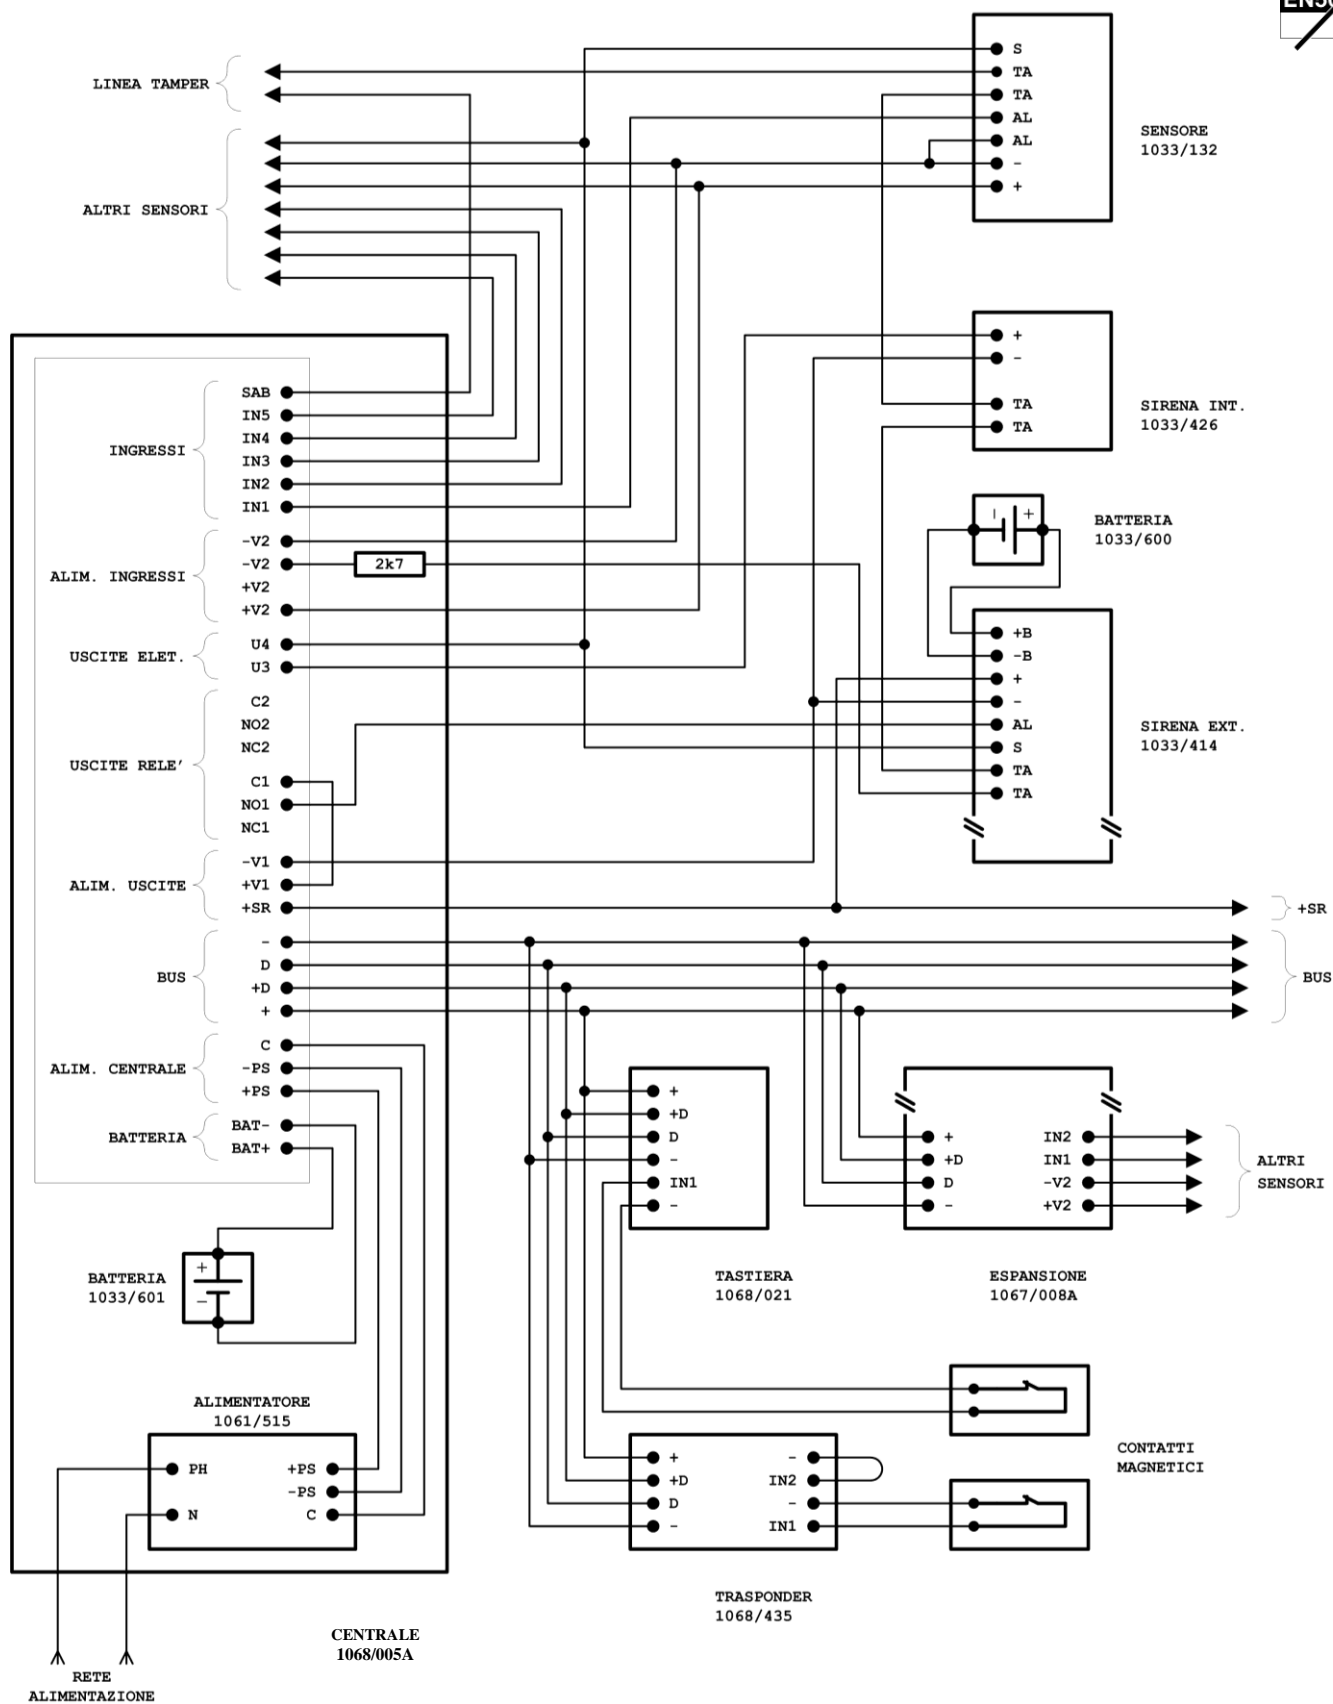 LINEA TAMPER
ALTRI SENSORI
S
TA
TA
AL
AL
-
+
SENSORE
1033/132
+
-
TA
TA
SIRENA INT.
1033/426
- +
BATTERIA
1033/600
+B
-B
+
-
AL
S
TA
TA
SIRENA EXT.
1033/414
INGRESSI
SAB
IN5
IN4
IN3
IN2
IN1
ALIM. INGRESSI
-V2
-V2
2k7
+V2
+V2
USCITE ELET.
U4
U3
USCITE RELE'
C2
NO2
NC2
C1
NO1
NC1
ALIM. USCITE
-V1
+V1
+SR
+SR
BUS
-
D
+D
+
BUS
ALIM. CENTRALE
C
-PS
+PS
BATTERIA
BAT-
BAT+
+
+D
D
-
IN1
-
TASTIERA
1068/021
+
+D
D
-
IN2
IN1
-V2
+V2
ESPANSIONE
1067/008A
ALTRI
SENSORI
+
-
BATTERIA
1033/601
ALIMENTATORE
1061/515
PH
N
+PS
-PS
C
+
+D
D
-
-
IN2
-
IN1
CONTATTI
MAGNETICI
TRASPONDER
1068/435
CENTRALE
1068/005A
RETE
ALIMENTAZIONE